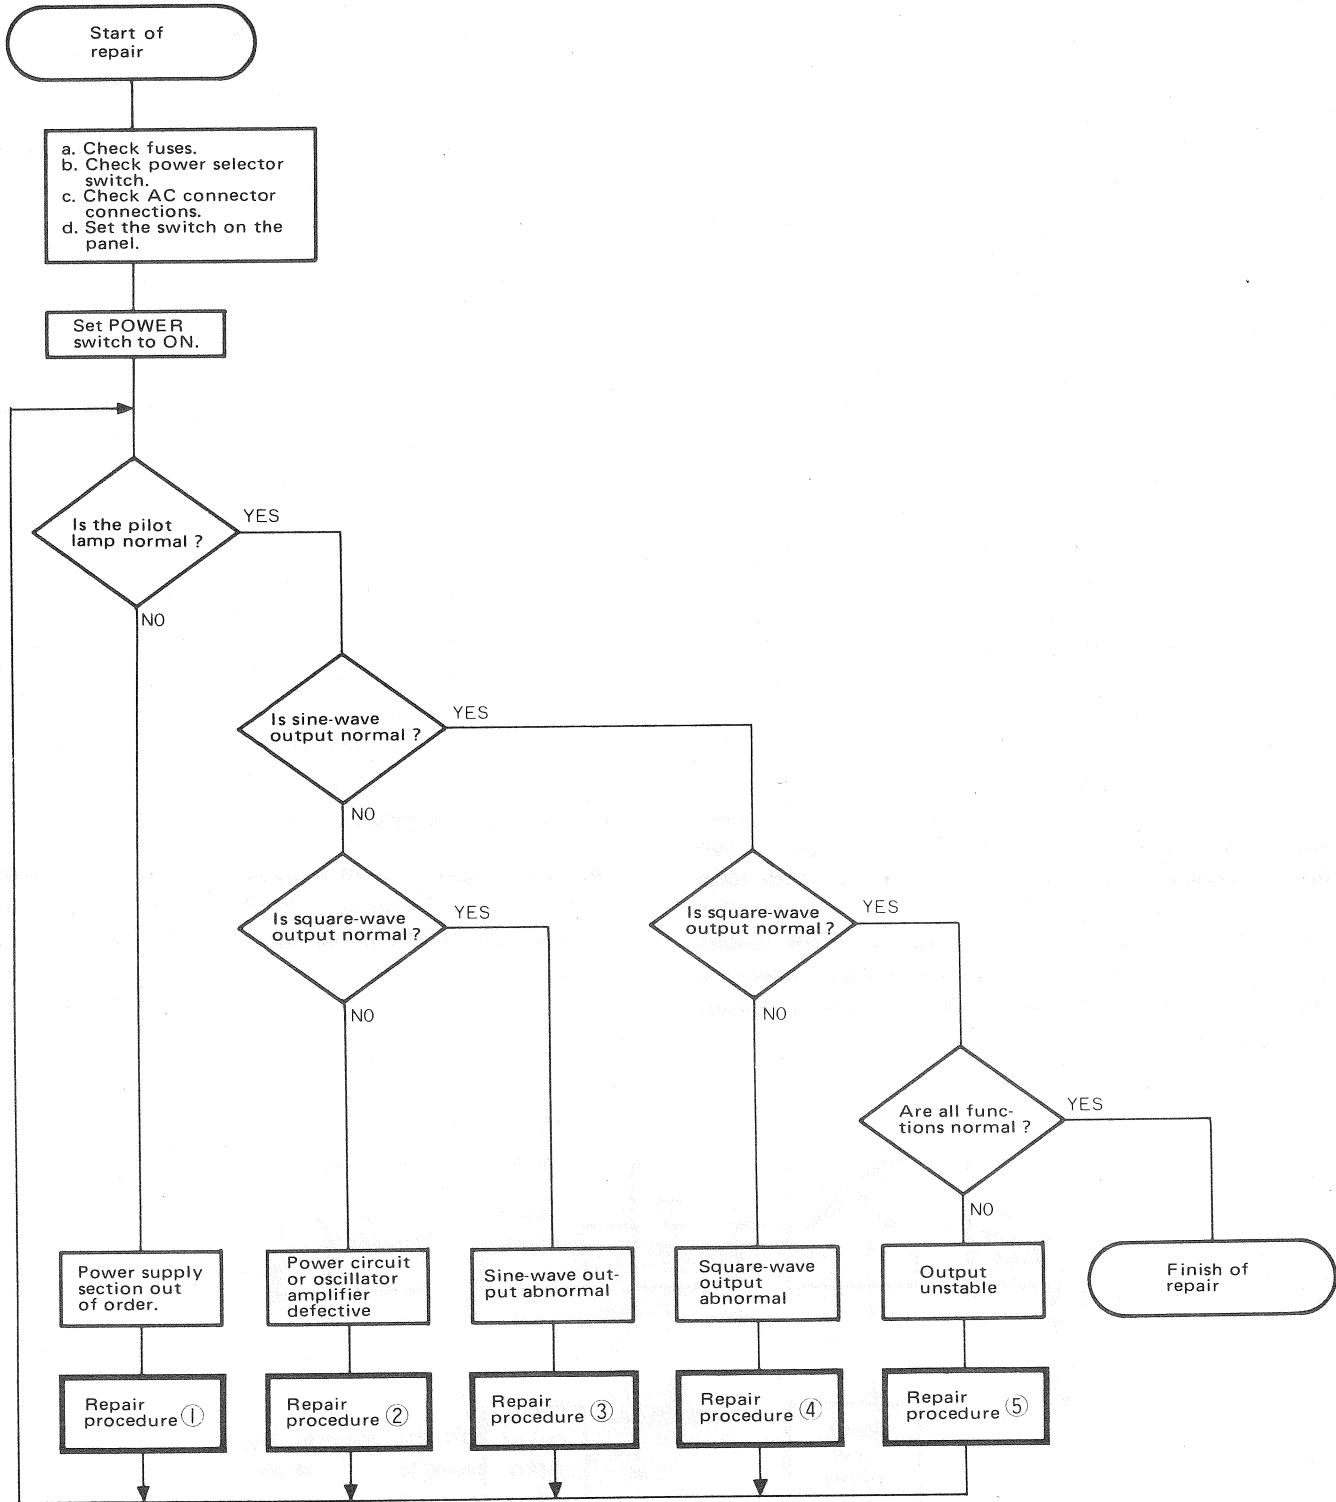 Start of
repair
a. Check fuses.
b. Check power selector
switch.
c. Check AC connector
connections.
d. Set the switch on the
panel.
Set POWER
switch to ON.
Is the pilot
lamp normal ?
YES
NO
Is sine-wave
output normal ?
YES
NO
Is square-wave
output normal ?
YES
NO
Is square-wave
output normal ?
YES
NO
Are all func-
tions normal ?
YES
NO
Power supply
section out
of order.
Power circuit
or oscillator
amplifier
defective
Sine-wave out-
put abnormal
Square-wave
output
abnormal
Output
unstable
Finish of
repair
Repair
procedure ①
Repair
procedure ②
Repair
procedure ③
Repair
procedure ④
Repair
procedure ⑤